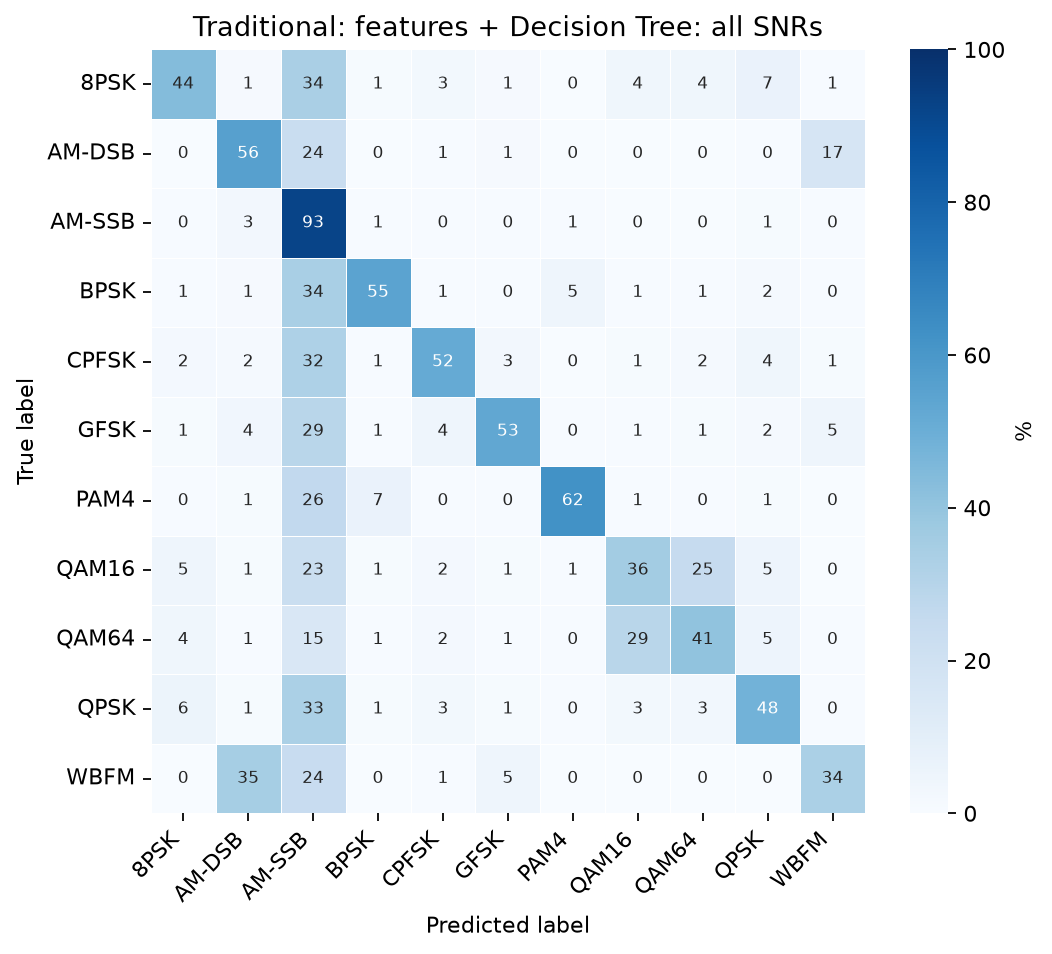 Traditional: features + Decision Tree: all SNRs
8PSK 44 1 34 1 3 1 0 4 4 7 1
AM-DSB 0 56 24 0 1 1 0 0 0 0 17
AM-SSB 0 3 93 1 0 0 1 0 0 1 0
BPSK 1 1 34 55 1 0 5 1 1 2 0
CPFSK 2 2 32 1 52 3 0 1 2 4 1
GFSK 1 4 29 1 4 53 0 1 1 2 5
PAM4 0 1 26 7 0 0 62 1 0 1 0
QAM16 5 1 23 1 2 1 1 36 25 5 0
QAM64 4 1 15 1 2 1 0 29 41 5 0
QPSK 6 1 33 1 3 1 0 3 3 48 0
WBFM 0 35 24 0 1 5 0 0 0 0 34
8PSK AM-DSB AM-SSB BPSK CPFSK GFSK PAM4 QAM16 QAM64 QPSK WBFM
Predicted label
True label
100
80
60
40
20
0
%